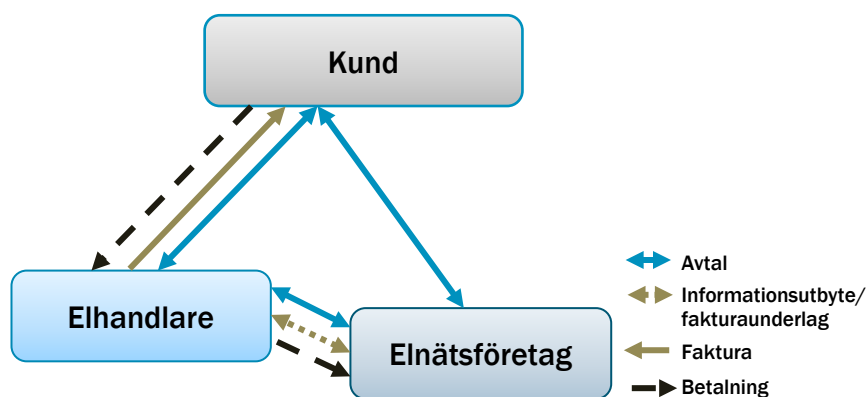 Kund
Elhandlare
Elnätsföretag
Avtal
Informationsutbyte/
fakturaunderlag
Faktura
Betalning